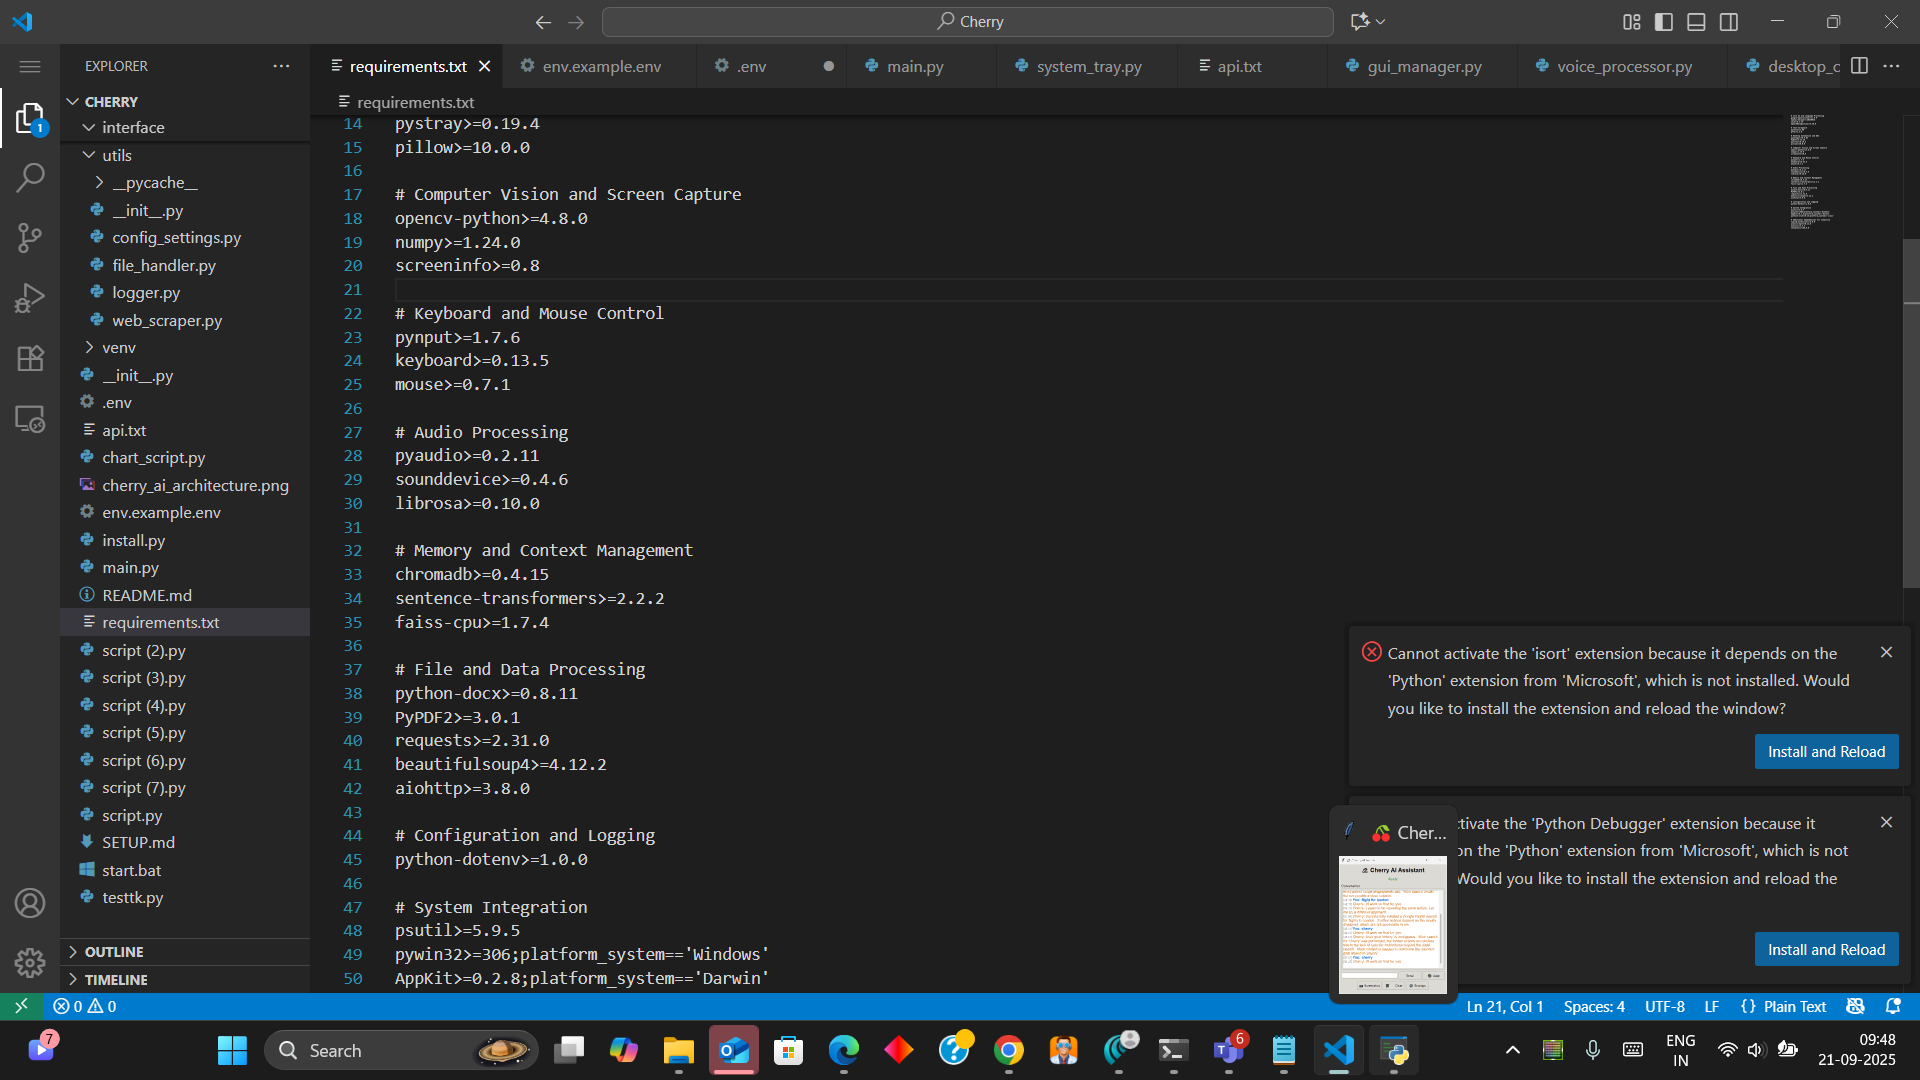 Cherry
EXPLORER
CHERRY
interface
utils
__pycache__
__init__.py
config_settings.py
file_handler.py
logger.py
web_scraper.py
venv
__init__.py
.env
api.txt
chart_script.py
cherry_ai_architecture.png
env.example.env
install.py
main.py
README.md
requirements.txt
script (2).py
script (3).py
script (4).py
script (5).py
script (6).py
script (7).py
script.py
SETUP.md
start.bat
testtk.py
OUTLINE
TIMELINE
1
requirements.txt
env.example.env
.env
main.py
system_tray.py
api.txt
gui_manager.py
voice_processor.py
desktop_c
requirements.txt
14 pystray>=0.19.4
15 pillow>=10.0.0
16
17 # Computer Vision and Screen Capture
18 opencv-python>=4.8.0
19 numpy>=1.24.0
20 screeninfo>=0.8
21
22 # Keyboard and Mouse Control
23 pynput>=1.7.6
24 keyboard>=0.13.5
25 mouse>=0.7.1
26
27 # Audio Processing
28 pyaudio>=0.2.11
29 sounddevice>=0.4.6
30 librosa>=0.10.0
31
32 # Memory and Context Management
33 chromadb>=0.4.15
34 sentence-transformers>=2.2.2
35 faiss-cpu>=1.7.4
36
37 # File and Data Processing
38 python-docx>=0.8.11
39 PyPDF2>=3.0.1
40 requests>=2.31.0
41 beautifulsoup4>=4.12.2
42 aiohttp>=3.8.0
43
44 # Configuration and Logging
45 python-dotenv>=1.0.0
46
47 # System Integration
48 psutil>=5.9.5
49 pywin32>=306;platform_system=='Windows'
50 AppKit>=0.2.8;platform_system=='Darwin'
Cannot activate the 'isort' extension because it depends on the
'Python' extension from 'Microsoft', which is not installed. Would
you like to install the extension and reload the window?
Install and Reload
ctivate the 'Python Debugger' extension because it
on the 'Python' extension from 'Microsoft', which is not
Would you like to install the extension and reload the
Install and Reload
Cher...
Cherry AI Assistant
0 0
Ln 21, Col 1
Spaces: 4
UTF-8
LF
{} Plain Text
7
Search
6
ENG
IN
09:48
21-09-2025